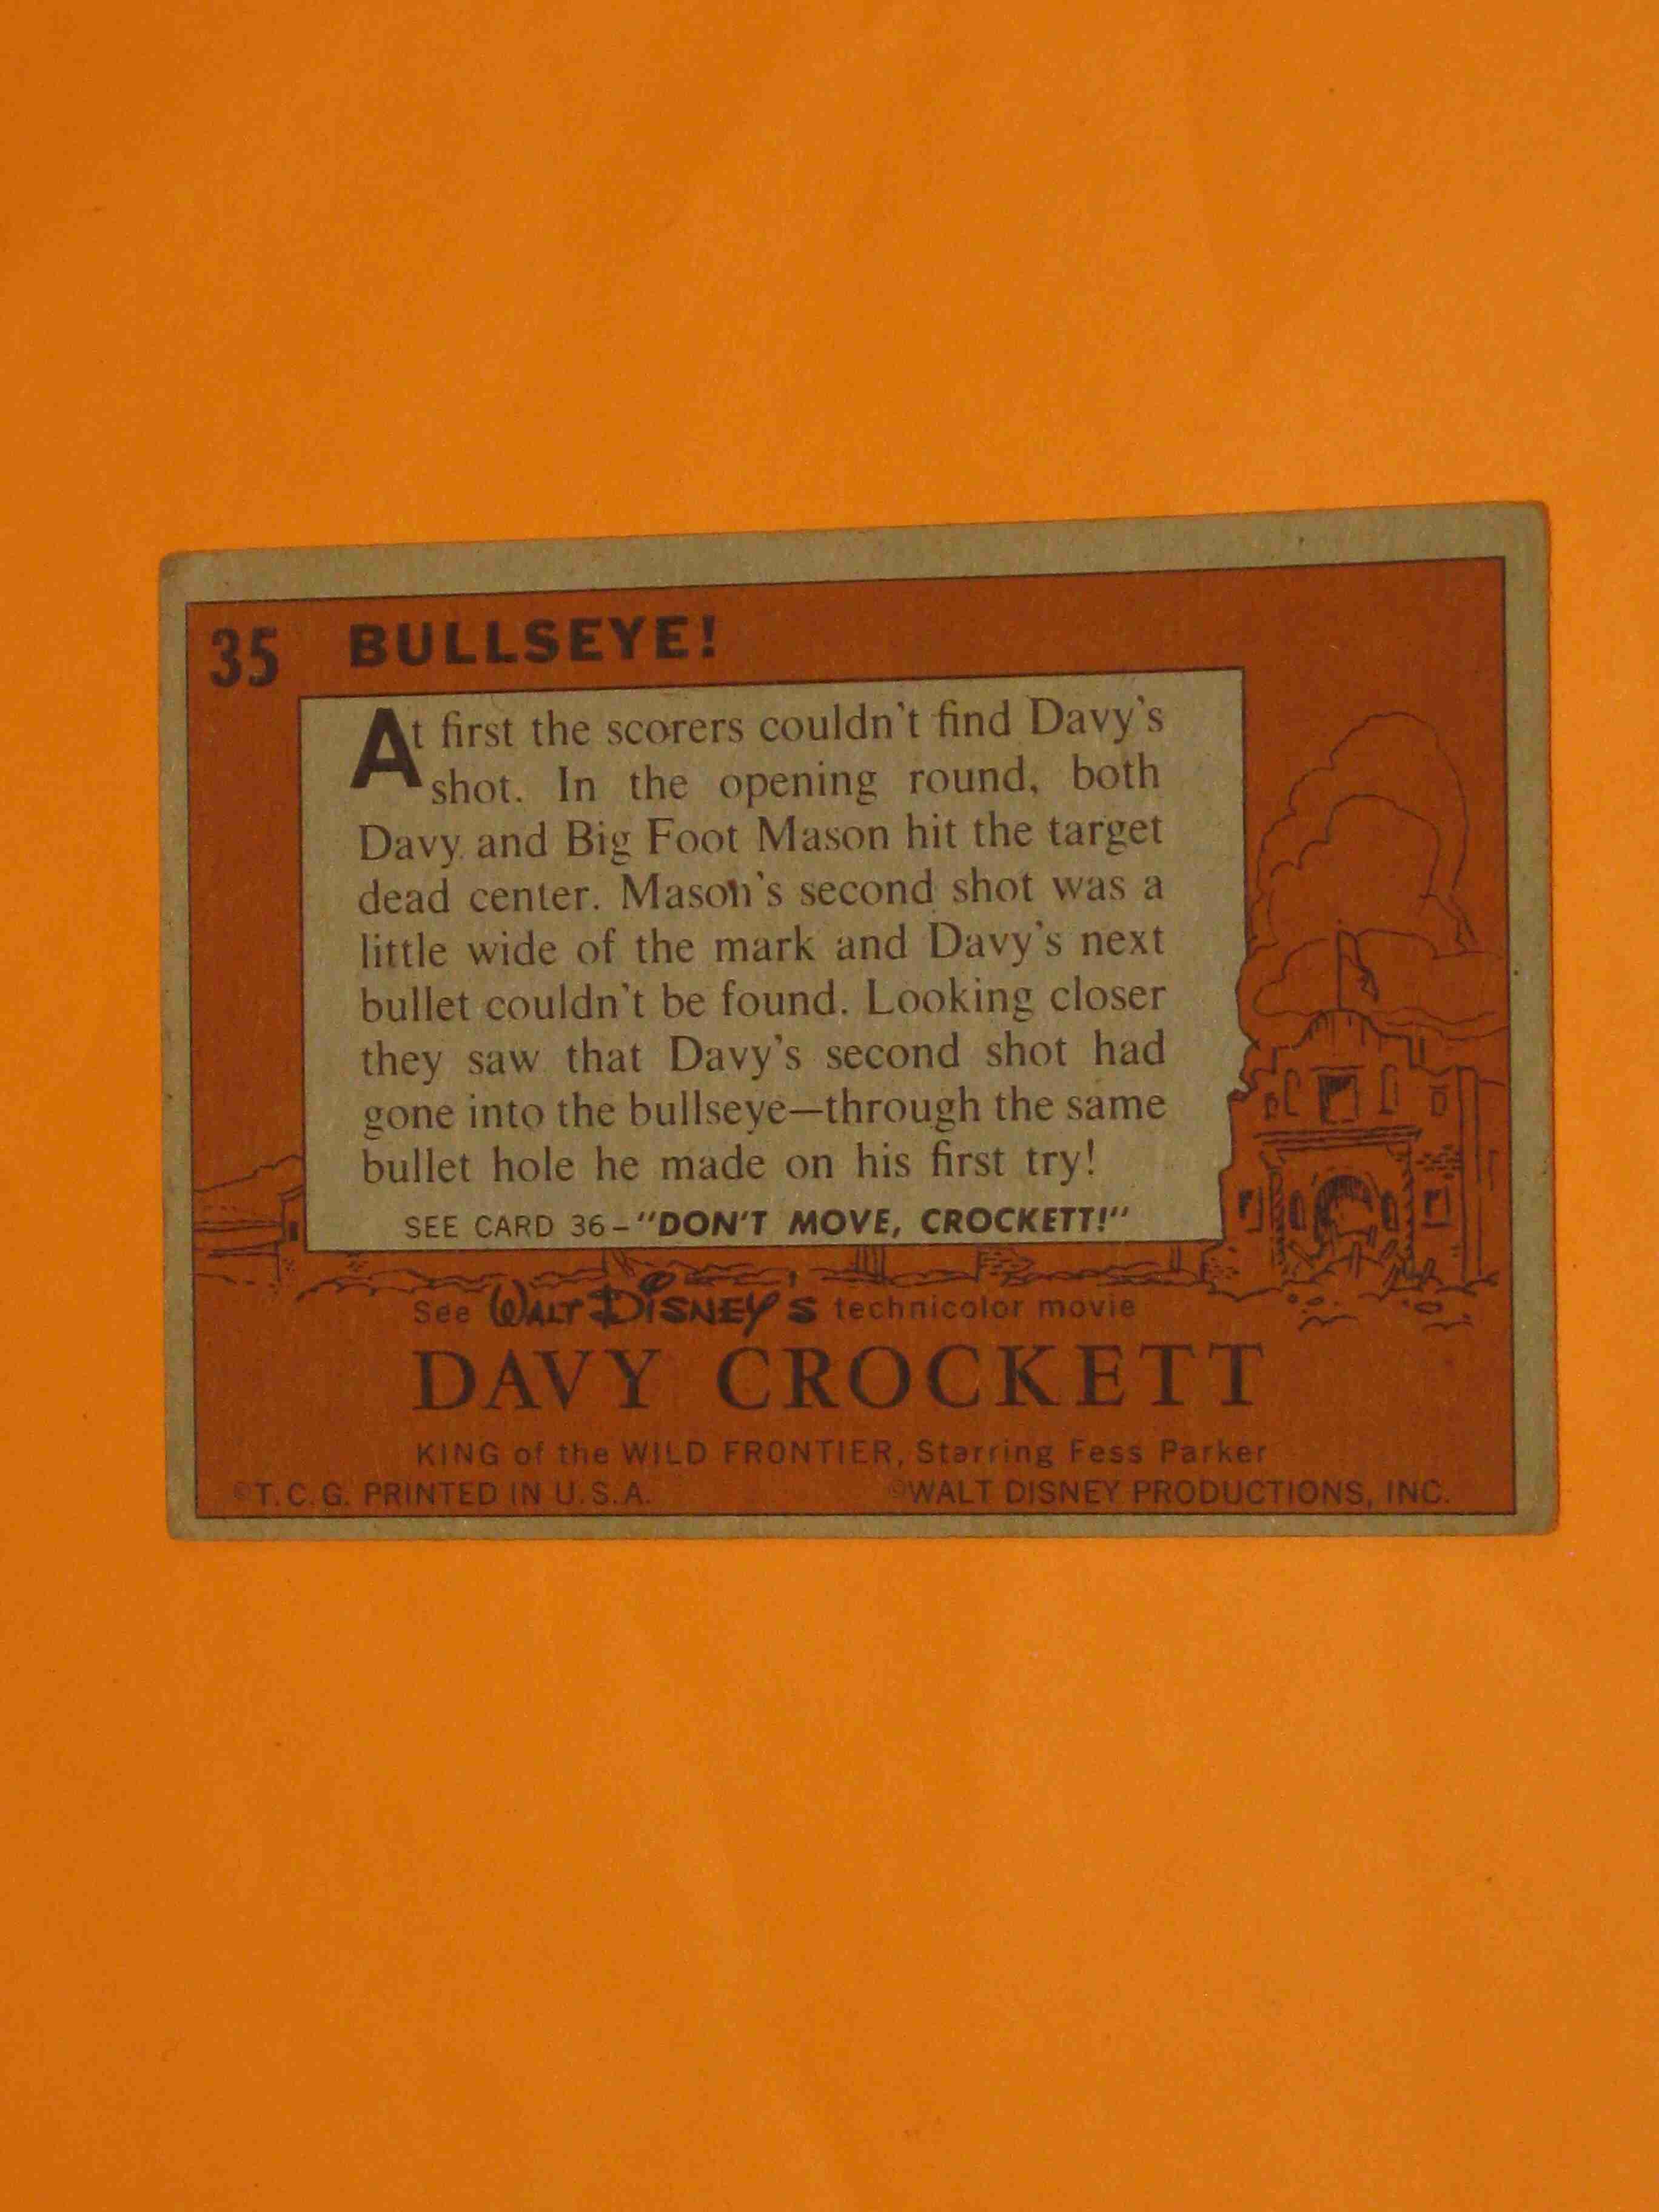 35 BULLSEYE!
At first the scorers couldn't find Davy's
shot. In the opening round, both
Davy and Big Foot Mason hit the target
dead center. Mason's second shot was a
little wide of the mark and Davy's next
bullet couldn't be found. Looking closer
they saw that Davy's second shot had
gone into the bullseye—through the same
bullet hole he made on his first try!
SEE CARD 36–"DON'T MOVE, CROCKETT!"
See WALT DISNEY'S technicolor movie
DAVY CROCKETT
KING of the WILD FRONTIER, Starring Fess Parker
©T.C.G. PRINTED IN U.S.A. ©WALT DISNEY PRODUCTIONS, INC.